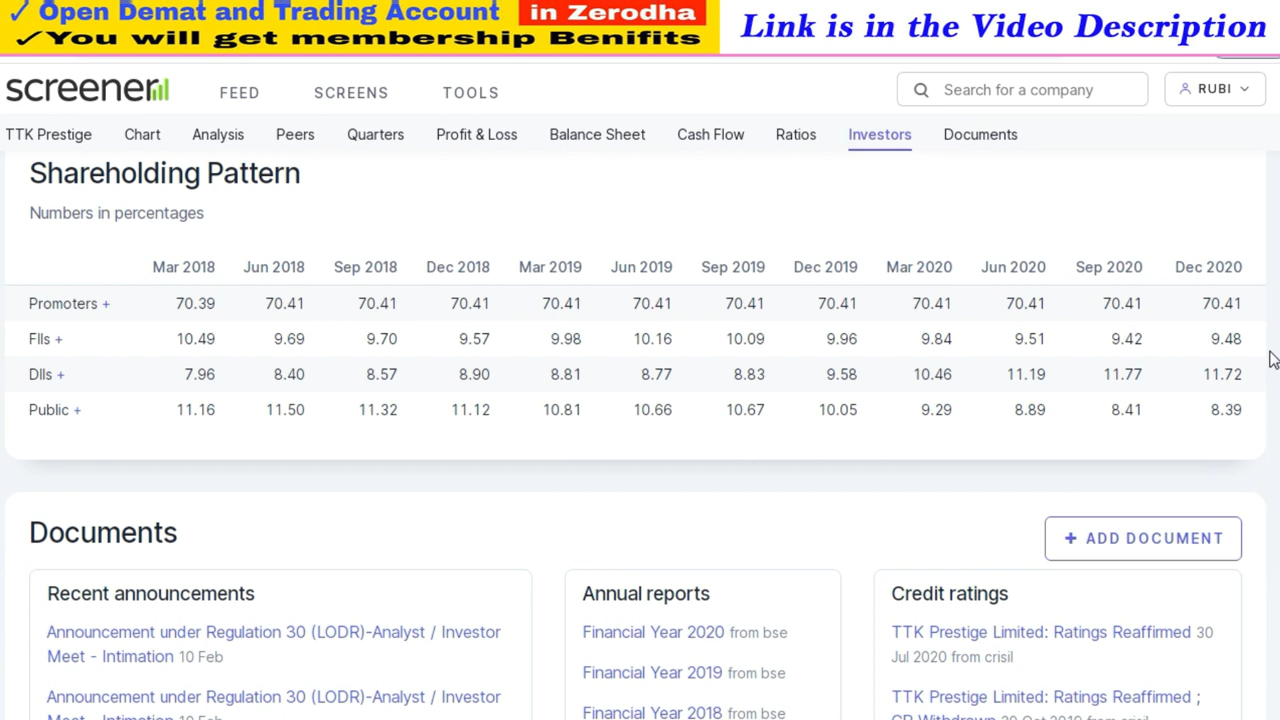 ✓ Open Demat and Trading Account in Zerodha
✓You will get membership Benifits
Link is in the Video Description
screener
FEED SCREENS TOOLS
Search for a company
RUBI
TTK Prestige Chart Analysis Peers Quarters Profit & Loss Balance Sheet Cash Flow Ratios Investors Documents
Shareholding Pattern
Numbers in percentages
Mar 2018 Jun 2018 Sep 2018 Dec 2018 Mar 2019 Jun 2019 Sep 2019 Dec 2019 Mar 2020 Jun 2020 Sep 2020 Dec 2020
Promoters + 70.39 70.41 70.41 70.41 70.41 70.41 70.41 70.41 70.41 70.41 70.41 70.41
FIIs + 10.49 9.69 9.70 9.57 9.98 10.16 10.09 9.96 9.84 9.51 9.42 9.48
DIIs + 7.96 8.40 8.57 8.90 8.81 8.77 8.83 9.58 10.46 11.19 11.77 11.72
Public + 11.16 11.50 11.32 11.12 10.81 10.66 10.67 10.05 9.29 8.89 8.41 8.39
Documents
+ ADD DOCUMENT
Recent announcements
Announcement under Regulation 30 (LODR)-Analyst / Investor
Meet - Intimation 10 Feb
Announcement under Regulation 30 (LODR)-Analyst / Investor
Meet - Intimation 10 Feb
Annual reports
Financial Year 2020 from bse
Financial Year 2019 from bse
Financial Year 2018 from bse
Credit ratings
TTK Prestige Limited: Ratings Reaffirmed 30
Jul 2020 from crisil
TTK Prestige Limited: Ratings Reaffirmed ;